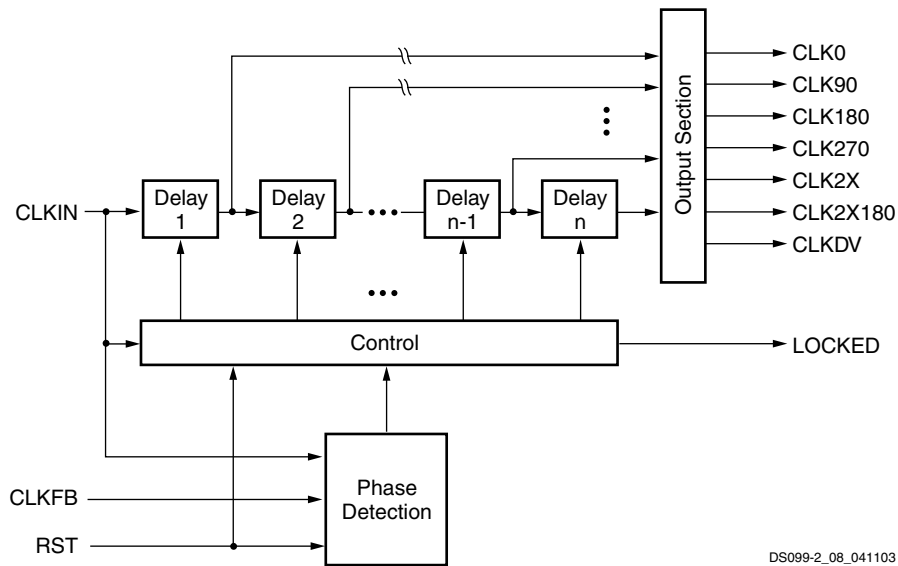 CLK0
CLK90
CLK180
CLK270
CLK2X
CLK2X180
CLKDV
Output Section
CLKIN
Delay
1
Delay
2
Delay
n-1
Delay
n
Control
LOCKED
CLKFB
RST
Phase
Detection
DS099-2_08_041103